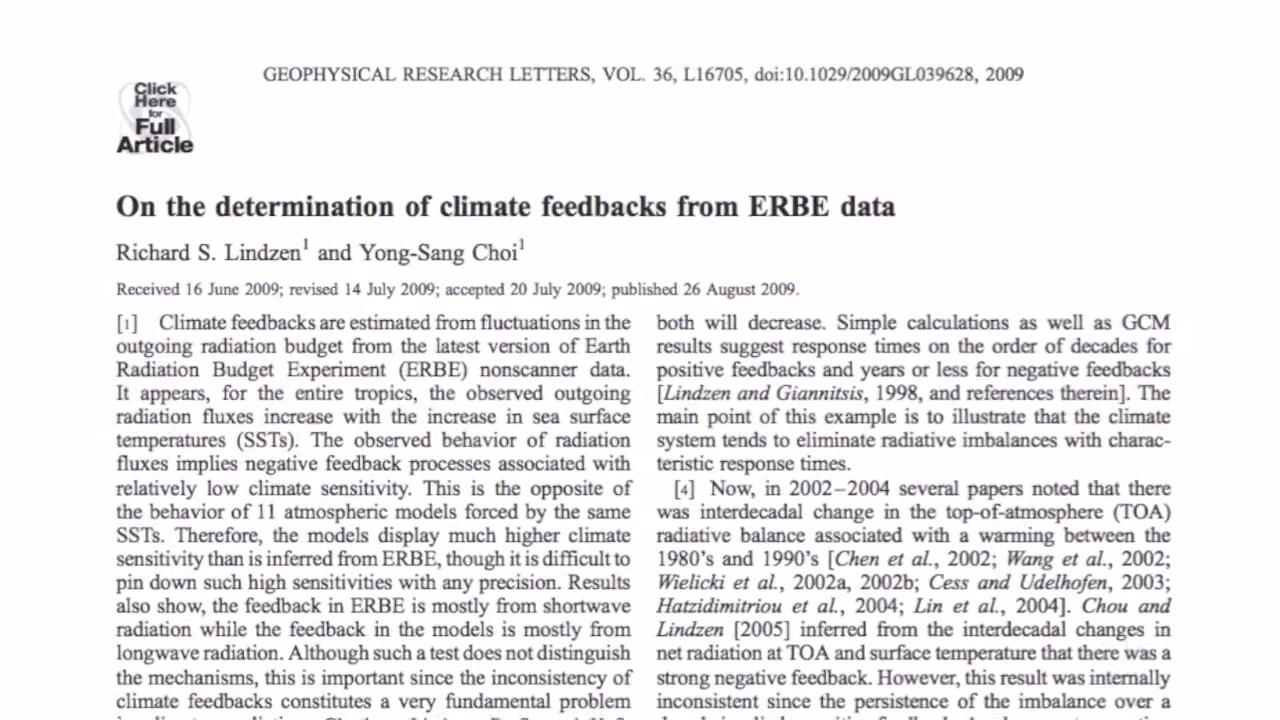 GEOPHYSICAL RESEARCH LETTERS, VOL. 36, L16705, doi:10.1029/2009GL039628, 2009
Click
Here
for
Full
Article
On the determination of climate feedbacks from ERBE data
Richard S. Lindzen1 and Yong-Sang Choi1
Received 16 June 2009; revised 14 July 2009; accepted 20 July 2009; published 26 August 2009.
[1] Climate feedbacks are estimated from fluctuations in the
outgoing radiation budget from the latest version of Earth
Radiation Budget Experiment (ERBE) nonscanner data.
It appears, for the entire tropics, the observed outgoing
radiation fluxes increase with the increase in sea surface
temperatures (SSTs). The observed behavior of radiation
fluxes implies negative feedback processes associated with
relatively low climate sensitivity. This is the opposite of
the behavior of 11 atmospheric models forced by the same
SSTs. Therefore, the models display much higher climate
sensitivity than is inferred from ERBE, though it is difficult to
pin down such high sensitivities with any precision. Results
also show, the feedback in ERBE is mostly from shortwave
radiation while the feedback in the models is mostly from
longwave radiation. Although such a test does not distinguish
the mechanisms, this is important since the inconsistency of
climate feedbacks constitutes a very fundamental problem
both will decrease. Simple calculations as well as GCM
results suggest response times on the order of decades for
positive feedbacks and years or less for negative feedbacks
[Lindzen and Giannitsis, 1998, and references therein]. The
main point of this example is to illustrate that the climate
system tends to eliminate radiative imbalances with charac-
teristic response times.
[4] Now, in 2002–2004 several papers noted that there
was interdecadal change in the top-of-atmosphere (TOA)
radiative balance associated with a warming between the
1980's and 1990's [Chen et al., 2002; Wang et al., 2002;
Wielicki et al., 2002a, 2002b; Cess and Udelhofen, 2003;
Hatzidimitriou et al., 2004; Lin et al., 2004]. Chou and
Lindzen [2005] inferred from the interdecadal changes in
net radiation at TOA and surface temperature that there was a
strong negative feedback. However, this result was internally
inconsistent since the persistence of the imbalance over a